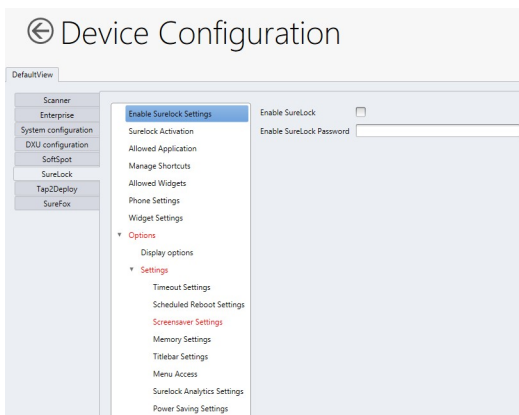 Device Configuration
DefaultView
Scanner
Enterprise
System configuration
DXU configuration
SoftSpot
SureLock
Tap2Deploy
SureFox
Enable Surelock Settings
Surelock Activation
Allowed Application
Manage Shortcuts
Allowed Widgets
Phone Settings
Widget Settings
Options
Display options
Settings
Timeout Settings
Scheduled Reboot Settings
Screensaver Settings
Memory Settings
Titlebar Settings
Menu Access
Surelock Analytics Settings
Power Saving Settings
Enable SureLock
Enable SureLock Password